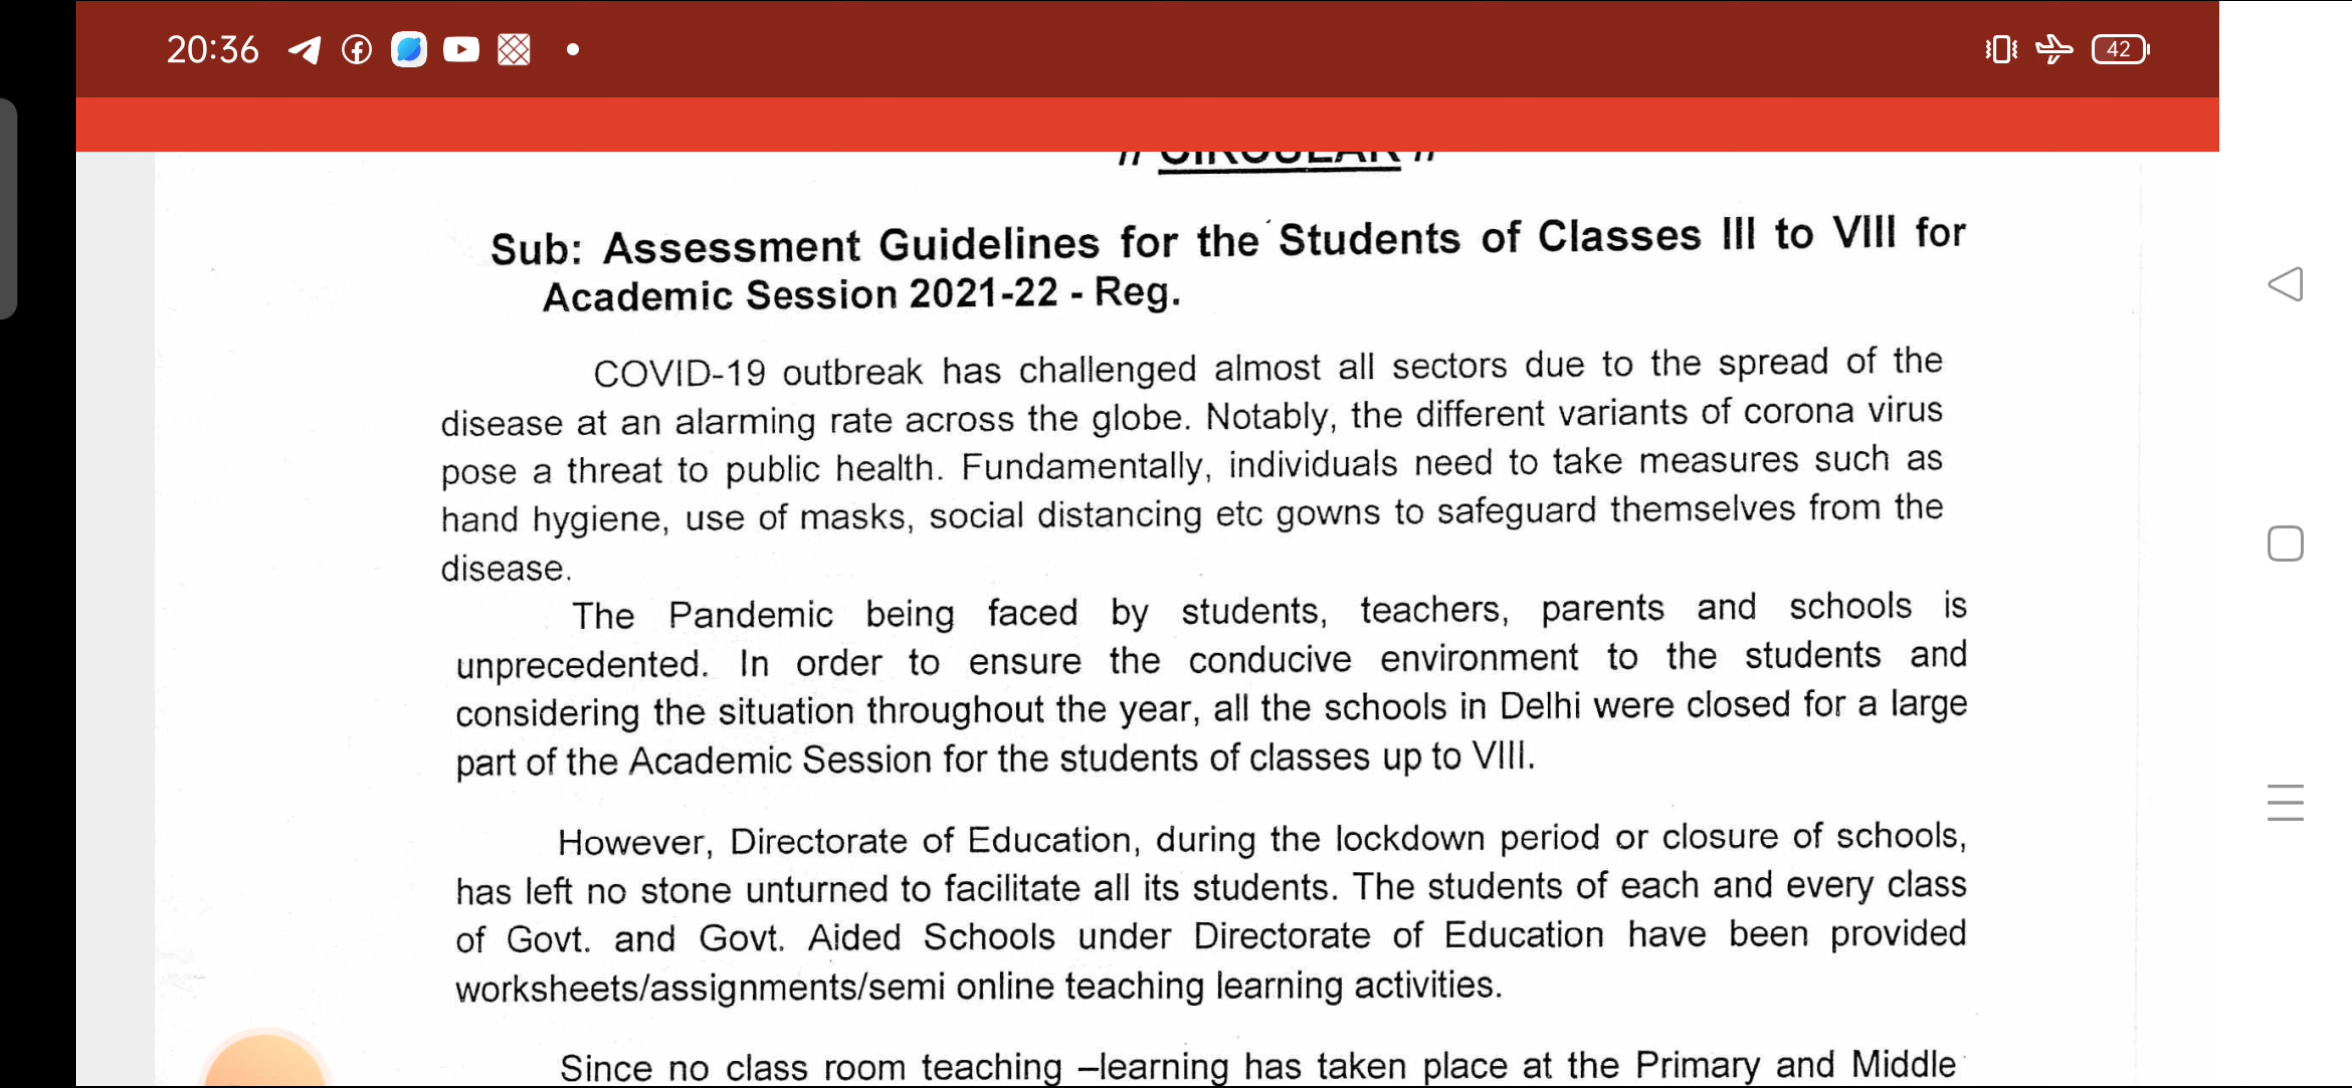 20:36
42
// CIRCULAR //
Sub: Assessment Guidelines for the Students of Classes III to VIII for
Academic Session 2021-22 - Reg.
COVID-19 outbreak has challenged almost all sectors due to the spread of the
disease at an alarming rate across the globe. Notably, the different variants of corona virus
pose a threat to public health. Fundamentally, individuals need to take measures such as
hand hygiene, use of masks, social distancing etc gowns to safeguard themselves from the
disease.
The Pandemic being faced by students, teachers, parents and schools is
unprecedented. In order to ensure the conducive environment to the students and
considering the situation throughout the year, all the schools in Delhi were closed for a large
part of the Academic Session for the students of classes up to VIII.
However, Directorate of Education, during the lockdown period or closure of schools,
has left no stone unturned to facilitate all its students. The students of each and every class
of Govt. and Govt. Aided Schools under Directorate of Education have been provided
worksheets/assignments/semi online teaching learning activities.
Since no class room teaching –learning has taken place at the Primary and Middle